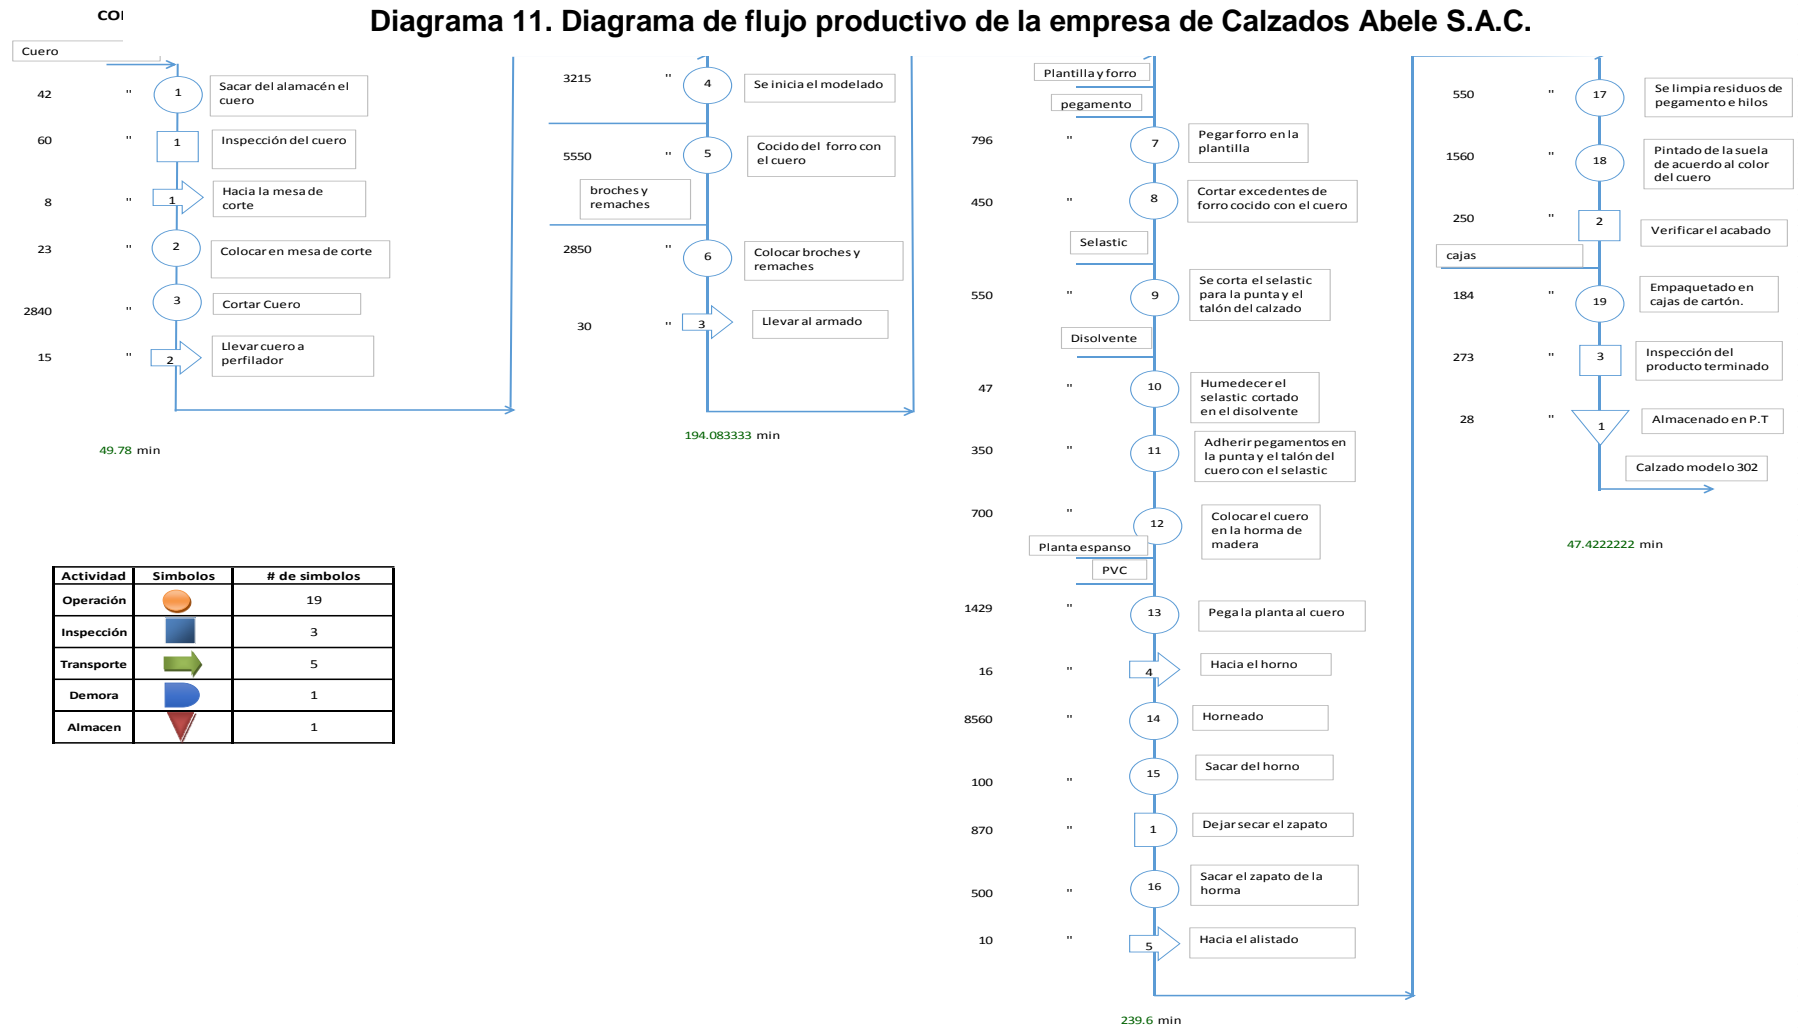 COI
Diagrama 11. Diagrama de flujo productivo de la empresa de Calzados Abele S.A.C.
Cuero
42 " 1 Sacar del alamacén el
cuero
60 " 1 Inspección del cuero
8 " 1 Hacia la mesa de
corte
23 " 2 Colocar en mesa de corte
2840 " 3 Cortar Cuero
15 " 2 Llevar cuero a
perfilador
49.78 min
3215 " 4 Se inicia el modelado
5550 " 5 Cocido del forro con
el cuero
broches y
remaches
2850 " 6 Colocar broches y
remaches
30 " 3 Llevar al armado
194.083333 min
Plantilla y forro
pegamento
796 " 7 Pegar forro en la
plantilla
450 " 8 Cortar excedentes de
forro cocido con el cuero
Selastic
550 " 9 Se corta el selastic
para la punta y el
talón del calzado
Disolvente
47 " 10 Humedecer el
selastic cortado
en el disolvente
350 " 11 Adherir pegamentos en
la punta y el talón del
cuero con el selastic
700 " 12 Colocar el cuero
en la horma de
madera
Planta espanso
PVC
1429 " 13 Pega la planta al cuero
16 " 4 Hacia el horno
8560 " 14 Horneado
100 " 15 Sacar del horno
870 " 1 Dejar secar el zapato
500 " 16 Sacar el zapato de la
horma
10 " 5 Hacia el alistado
239.6 min
550 " 17 Se limpia residuos de
pegamento e hilos
1560 " 18 Pintado de la suela
de acuerdo al color
del cuero
250 " 2 Verificar el acabado
cajas
184 " 19 Empaquetado en
cajas de cartón.
273 " 3 Inspección del
producto terminado
28 " 1 Almacenado en P.T
Calzado modelo 302
47.4222222 min
Actividad Simbolos # de simbolos
Operación 19
Inspección 3
Transporte 5
Demora 1
Almacen 1